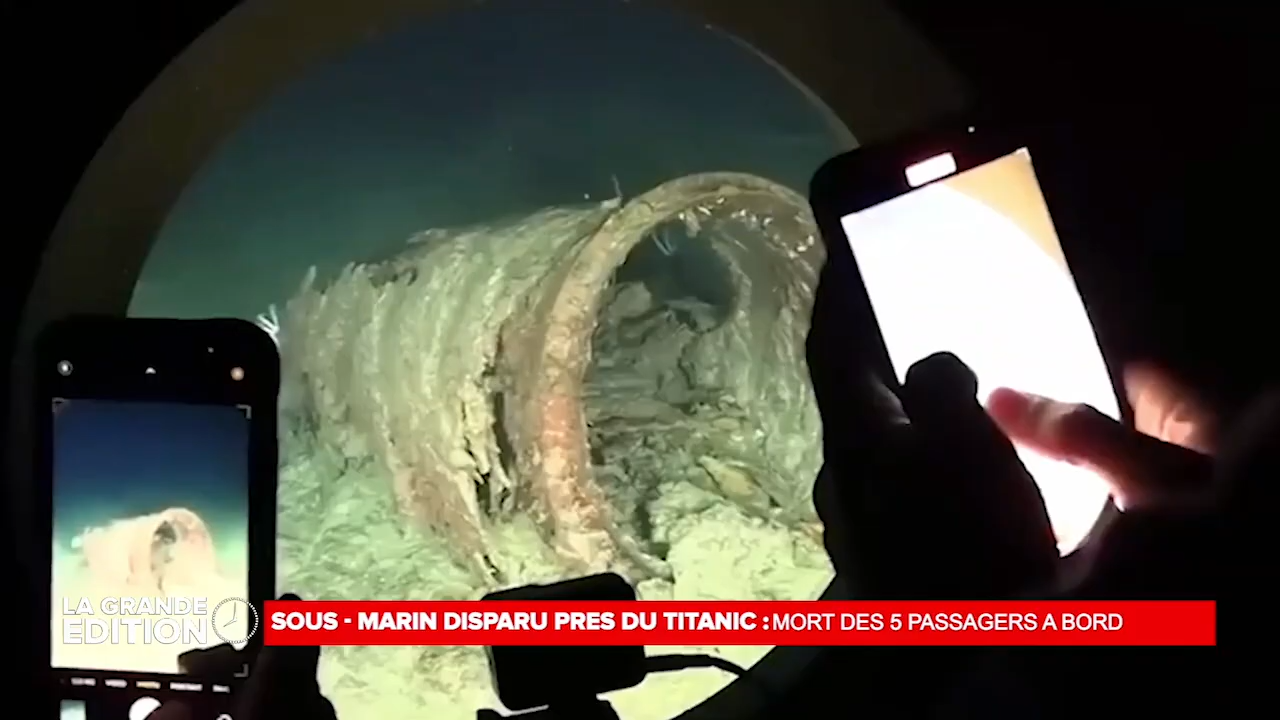 LA GRANDE
EDITION
SOUS - MARIN DISPARU PRES DU TITANIC : MORT DES 5 PASSAGERS A BORD